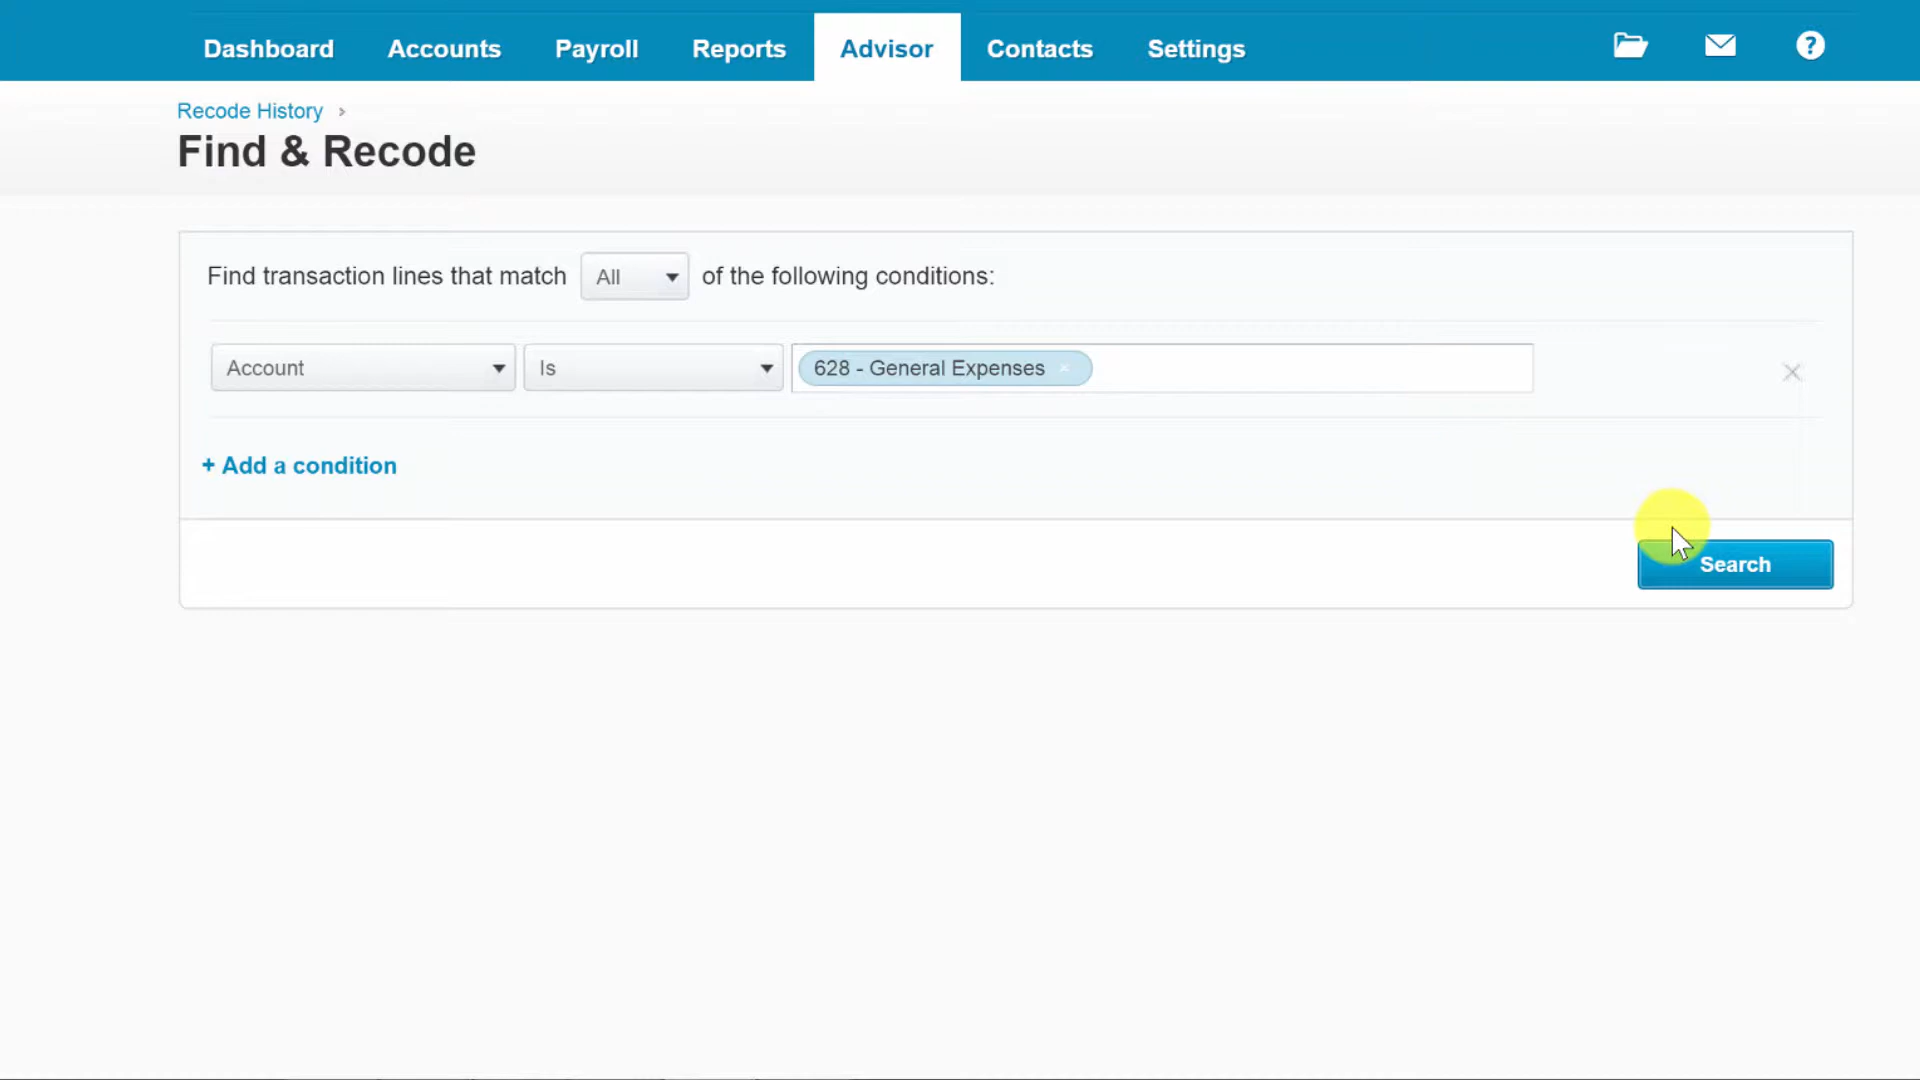 Dashboard Accounts Payroll Reports Advisor Contacts Settings ?
Recode History ›
Find & Recode
Find transaction lines that match All of the following conditions:
Account Is 628 - General Expenses ×
+ Add a condition
Search